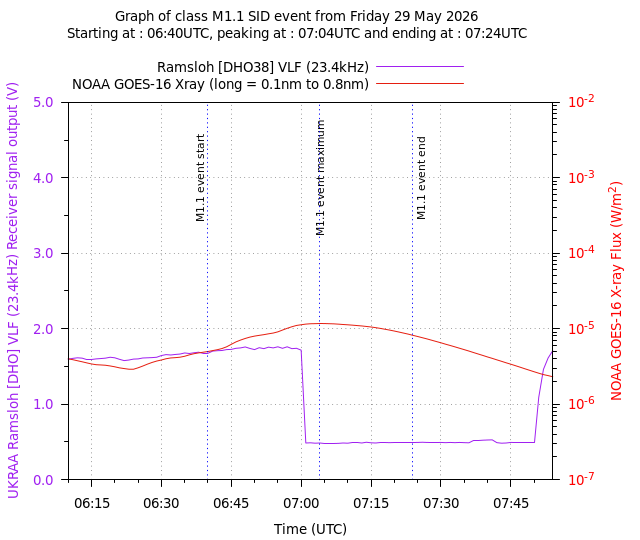 Graph of class M1.1 SID event from Friday 29 May 2026
Starting at : 06:40UTC, peaking at : 07:04UTC and ending at : 07:24UTC
Ramsloh [DHO38] VLF (23.4kHz)
NOAA GOES-16 Xray (long = 0.1nm to 0.8nm)
UKRAA Ramsloh [DHO] VLF (23.4kHz) Receiver signal output (V)
5.0
4.0
3.0
2.0
1.0
0.0
M1.1 event start
M1.1 event maximum
M1.1 event end
10^-2
10^-3
10^-4
10^-5
10^-6
10^-7
NOAA GOES-16 X-ray Flux (W/m²)
06:15 06:30 06:45 07:00 07:15 07:30 07:45
Time (UTC)